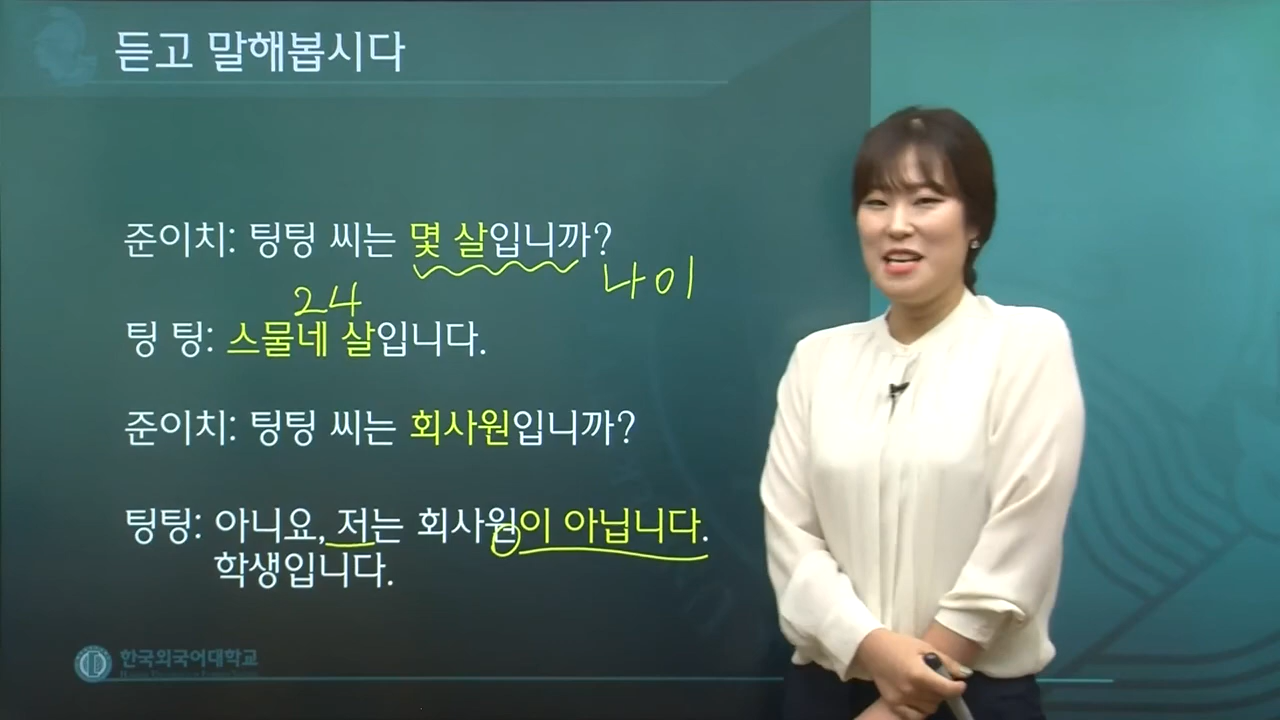 듣고 말해봅시다
준이치: 팅팅 씨는 몇 살입니까?
나이
24
팅 팅: 스물네 살입니다.
준이치: 팅팅 씨는 회사원입니까?
팅팅: 아니요, 저는 회사원이 아닙니다.
학생입니다.
한국외국어대학교